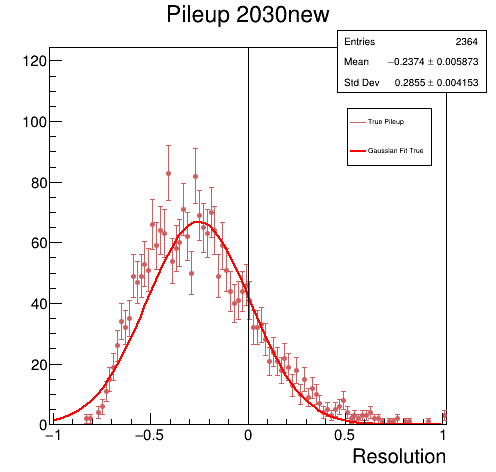 Pileup 2030new
Entries 2364
Mean −0.2374 ± 0.005873
Std Dev 0.2855 ± 0.004153
True Pileup
Gaussian Fit True
120
100
80
60
40
20
0
−1 −0.5 0 0.5 1
Resolution